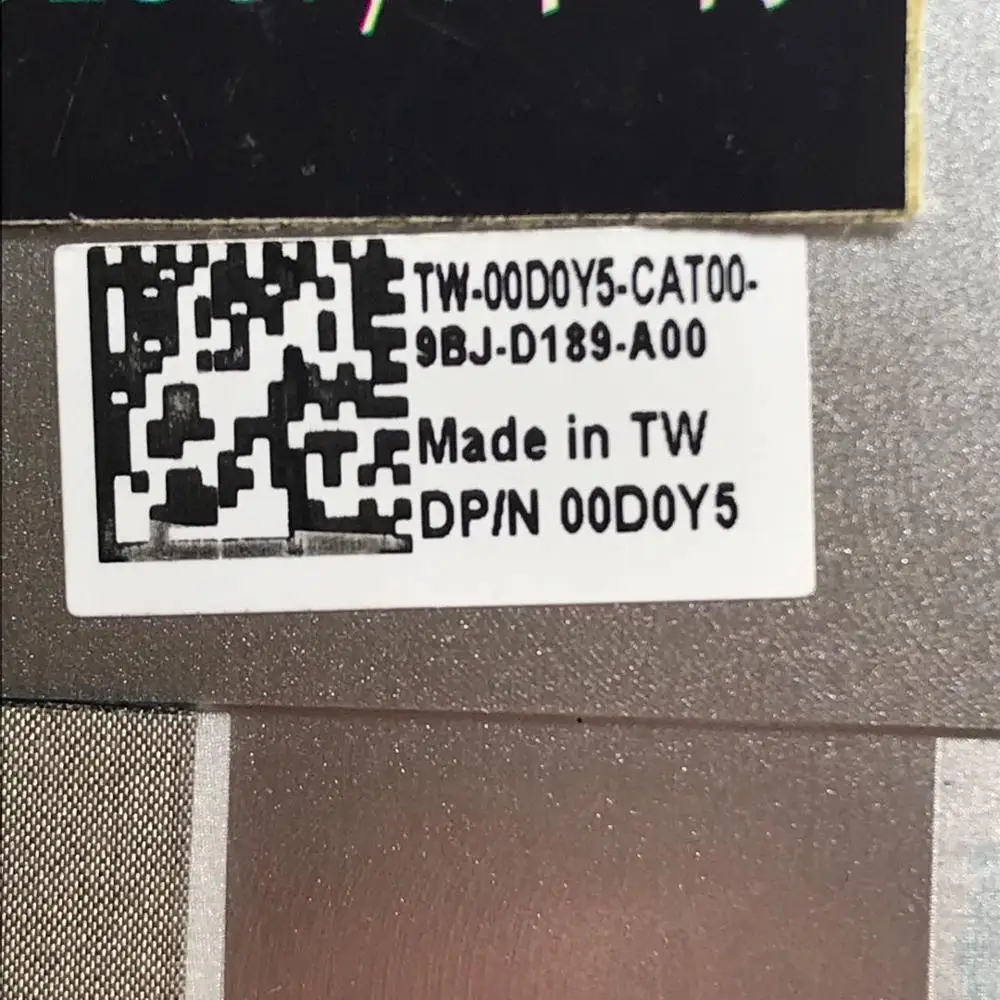 TW-00D0Y5-CAT00-
9BJ-D189-A00
Made in TW
DP/N 00D0Y5